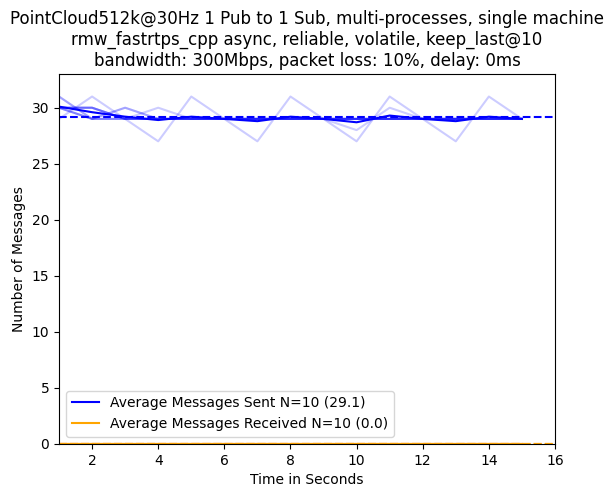 PointCloud512k@30Hz 1 Pub to 1 Sub, multi-processes, single machine
rmw_fastrtps_cpp async, reliable, volatile, keep_last@10
bandwidth: 300Mbps, packet loss: 10%, delay: 0ms
30
25
20
15
10
5
0
Number of Messages
Average Messages Sent N=10 (29.1)
Average Messages Received N=10 (0.0)
2 4 6 8 10 12 14 16
Time in Seconds